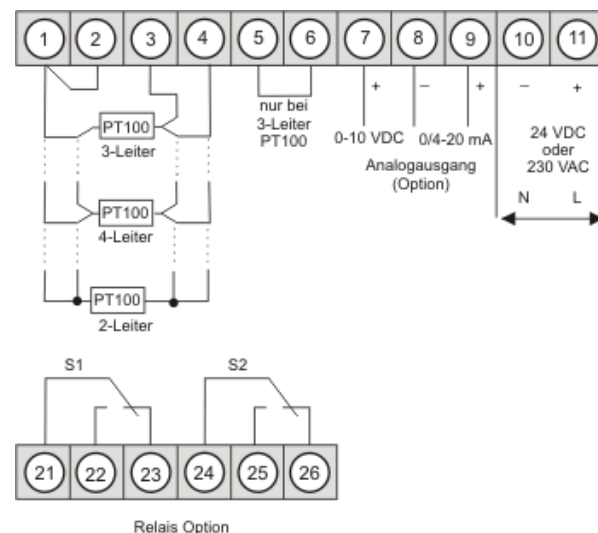 1 2 3 4 5 6 7 8 9 10 11
+ – + – +
nur bei
3-Leiter
PT100
0-10 VDC 0/4-20 mA
Analogausgang
(Option)
24 VDC
oder
230 VAC
N L
PT100
3-Leiter
PT100
4-Leiter
PT100
2-Leiter
S1 S2
21 22 23 24 25 26
Relais Option